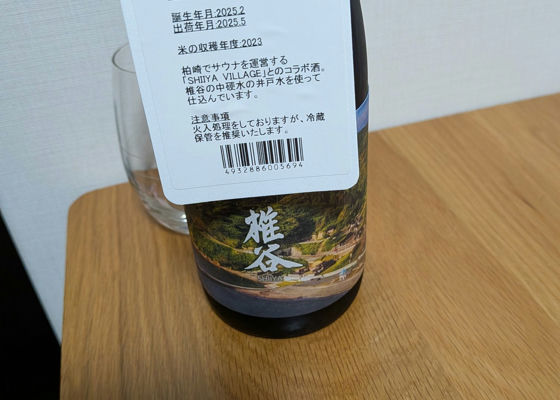 誕生年月:2025.2
出荷年月:2025.5
米の収穫年度:2023
柏崎でサウナを運営する
「SHIIYA VILLAGE」とのコラボ酒。
椎谷の中硬水の井戸水を使って
仕込んでいます。
注意事項
火入処理をしておりますが、冷蔵
保管を推奨いたします。
4932886005694
椎谷
SHIIYA